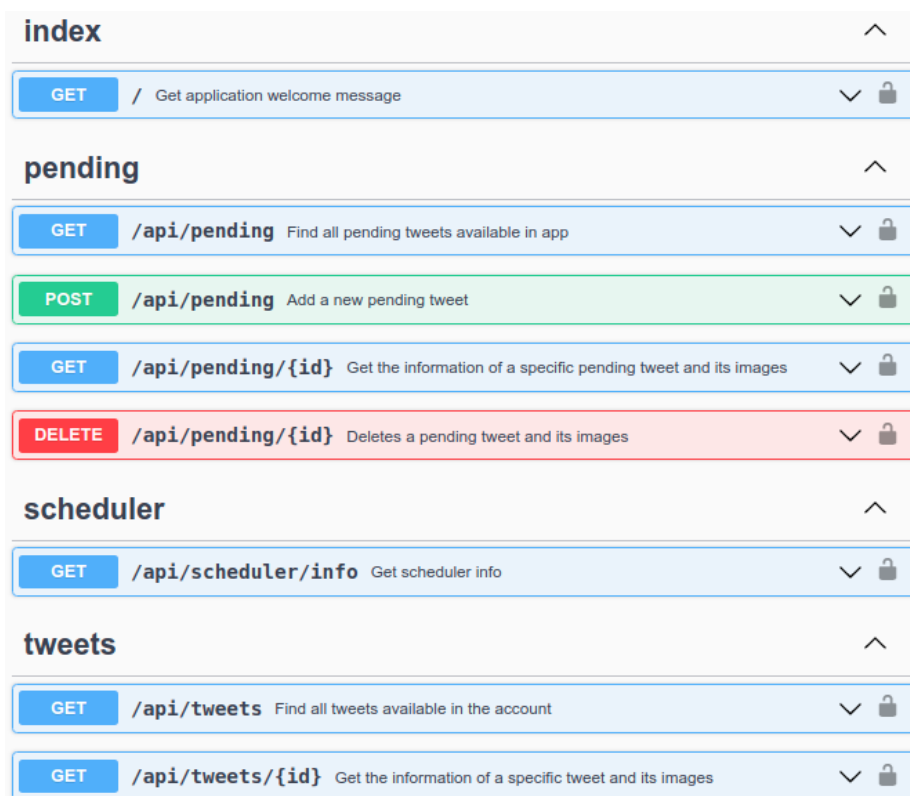 index
GET / Get application welcome message
pending
GET /api/pending Find all pending tweets available in app
POST /api/pending Add a new pending tweet
GET /api/pending/{id} Get the information of a specific pending tweet and its images
DELETE /api/pending/{id} Deletes a pending tweet and its images
scheduler
GET /api/scheduler/info Get scheduler info
tweets
GET /api/tweets Find all tweets available in the account
GET /api/tweets/{id} Get the information of a specific tweet and its images